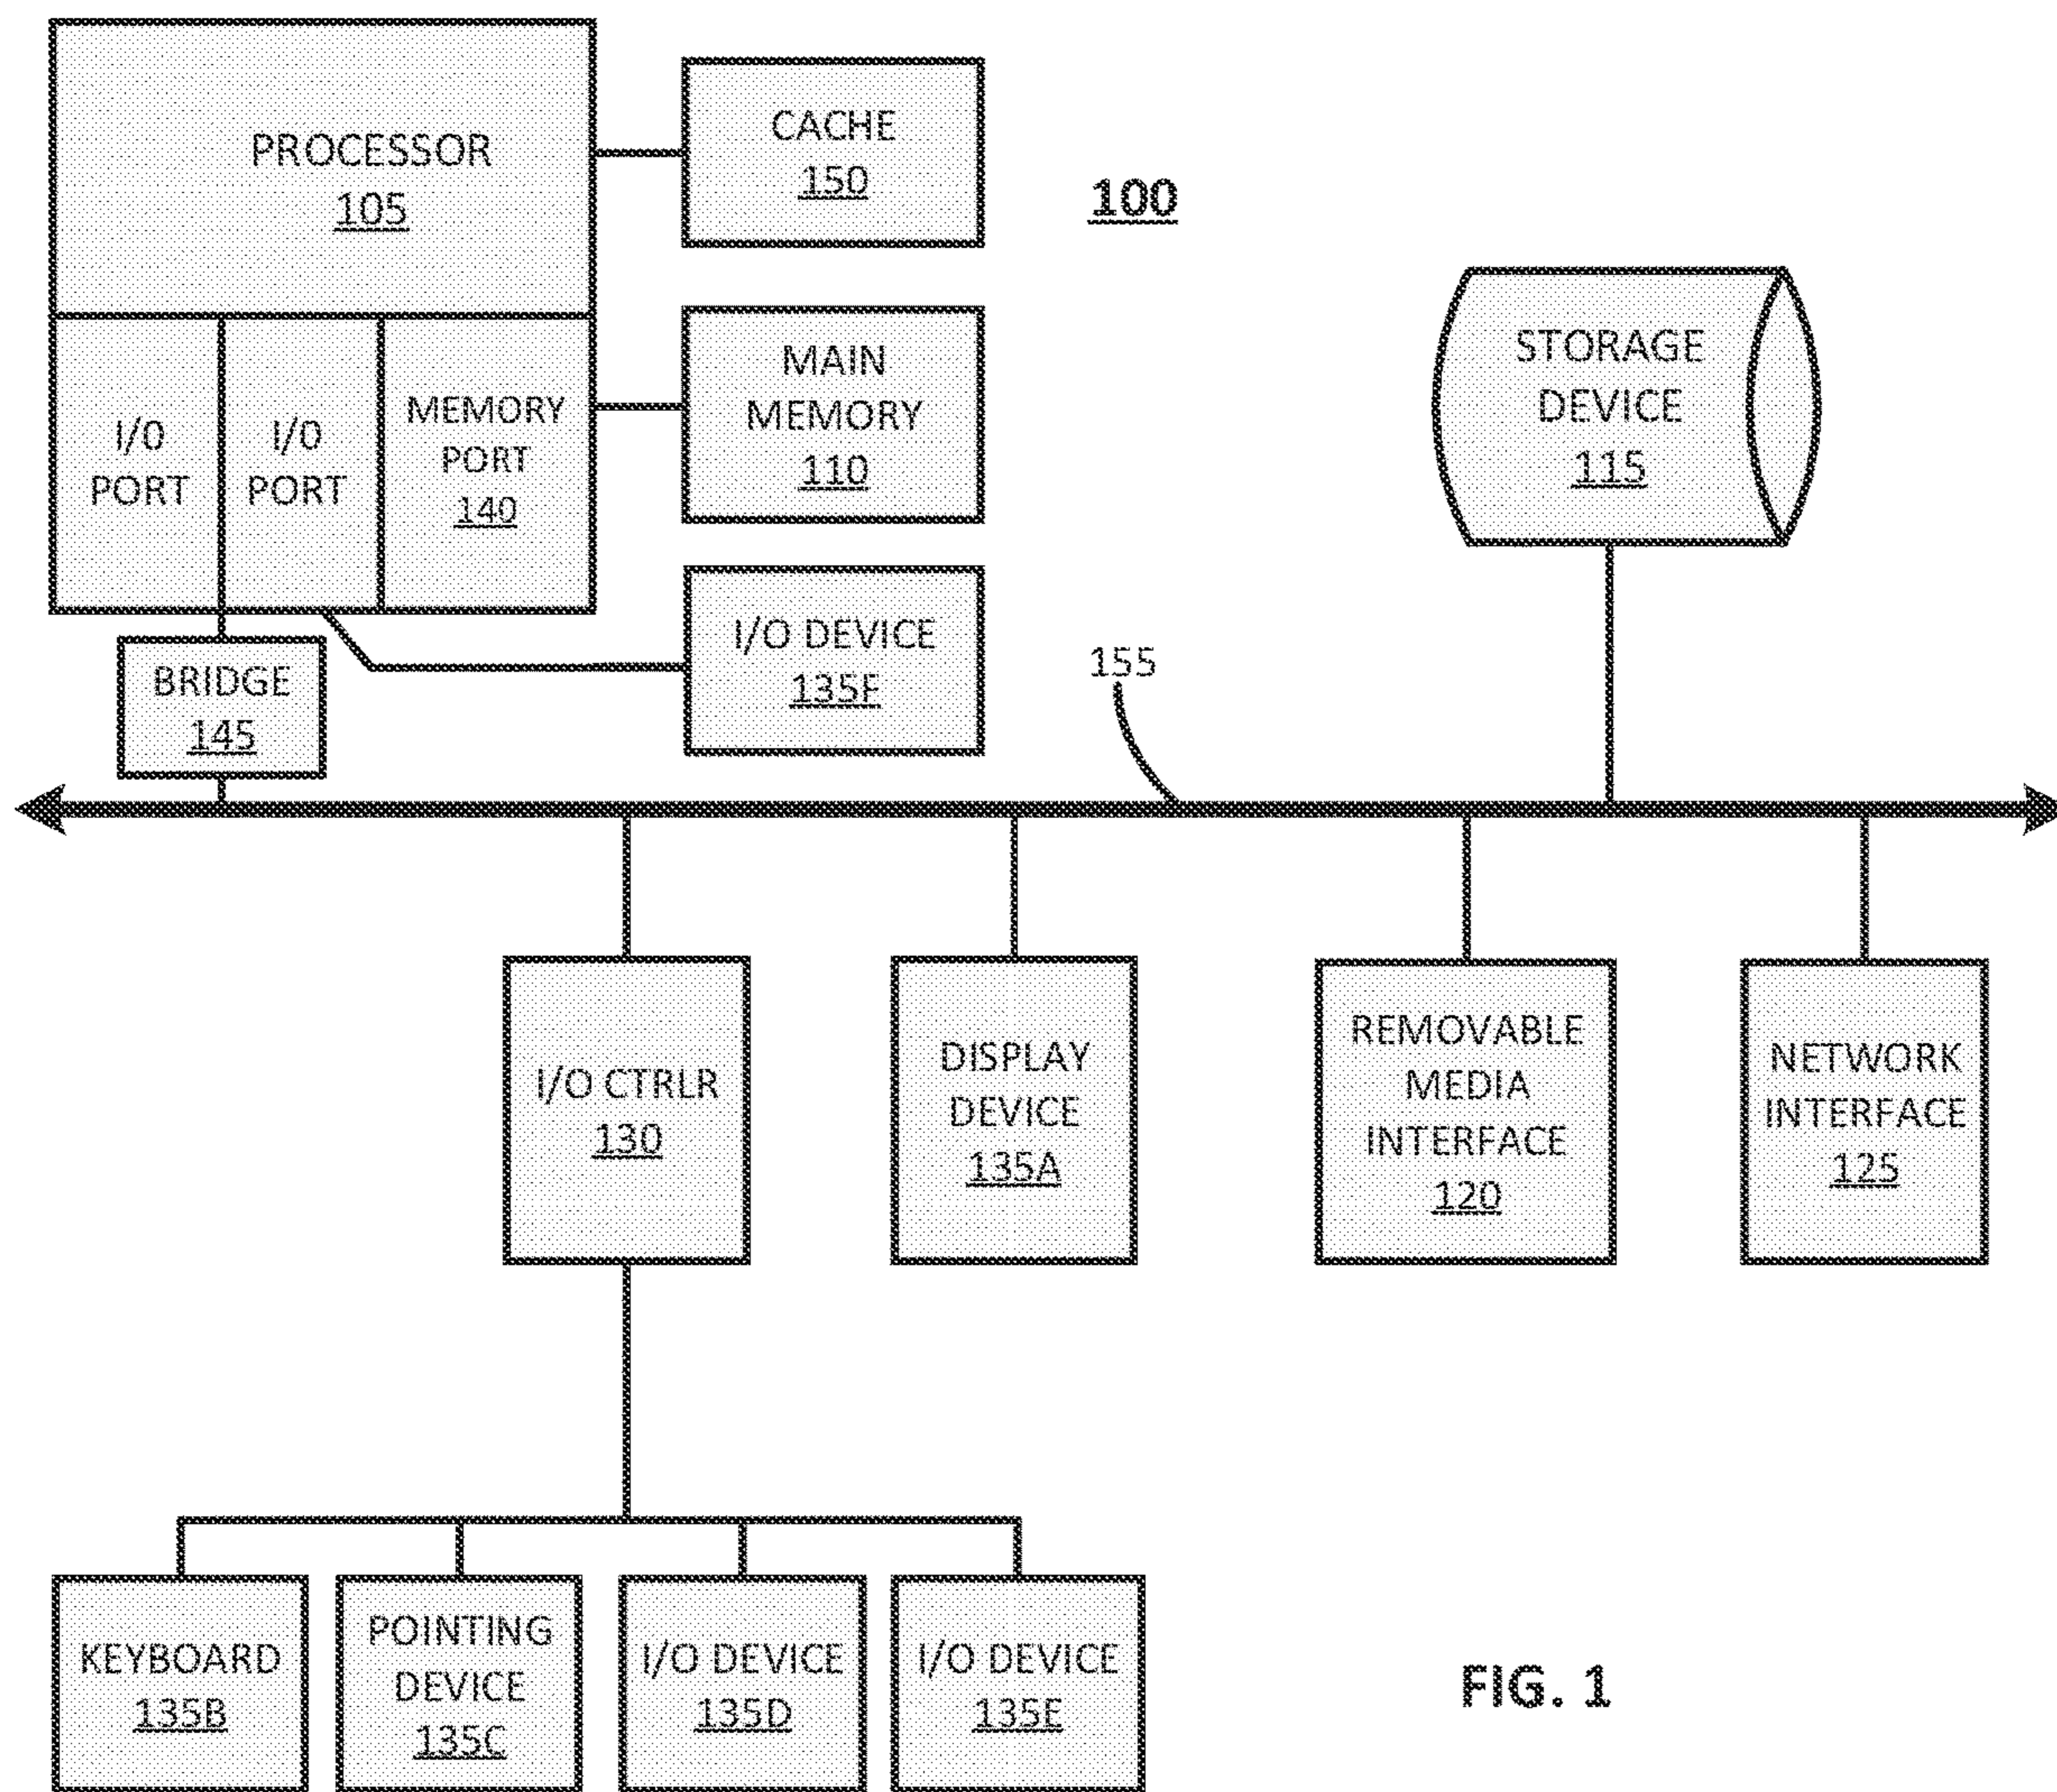 PROCESSOR
105
CACHE
150
100
I/0
PORT
I/0
PORT
MEMORY
PORT
140
MAIN
MEMORY
110
STORAGE
DEVICE
115
BRIDGE
145
I/O DEVICE
135F
155
I/O CTRLR
130
DISPLAY
DEVICE
135A
REMOVABLE
MEDIA
INTERFACE
120
NETWORK
INTERFACE
125
KEYBOARD
135B
POINTING
DEVICE
135C
I/O DEVICE
135D
I/O DEVICE
135E
FIG. 1